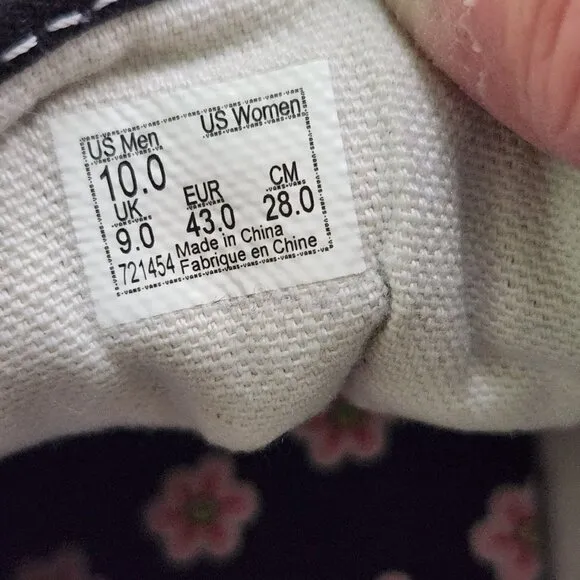 US Men US Women
10.0
UK EUR CM
9.0 43.0 28.0
Made in China
721454 Fabrique en Chine